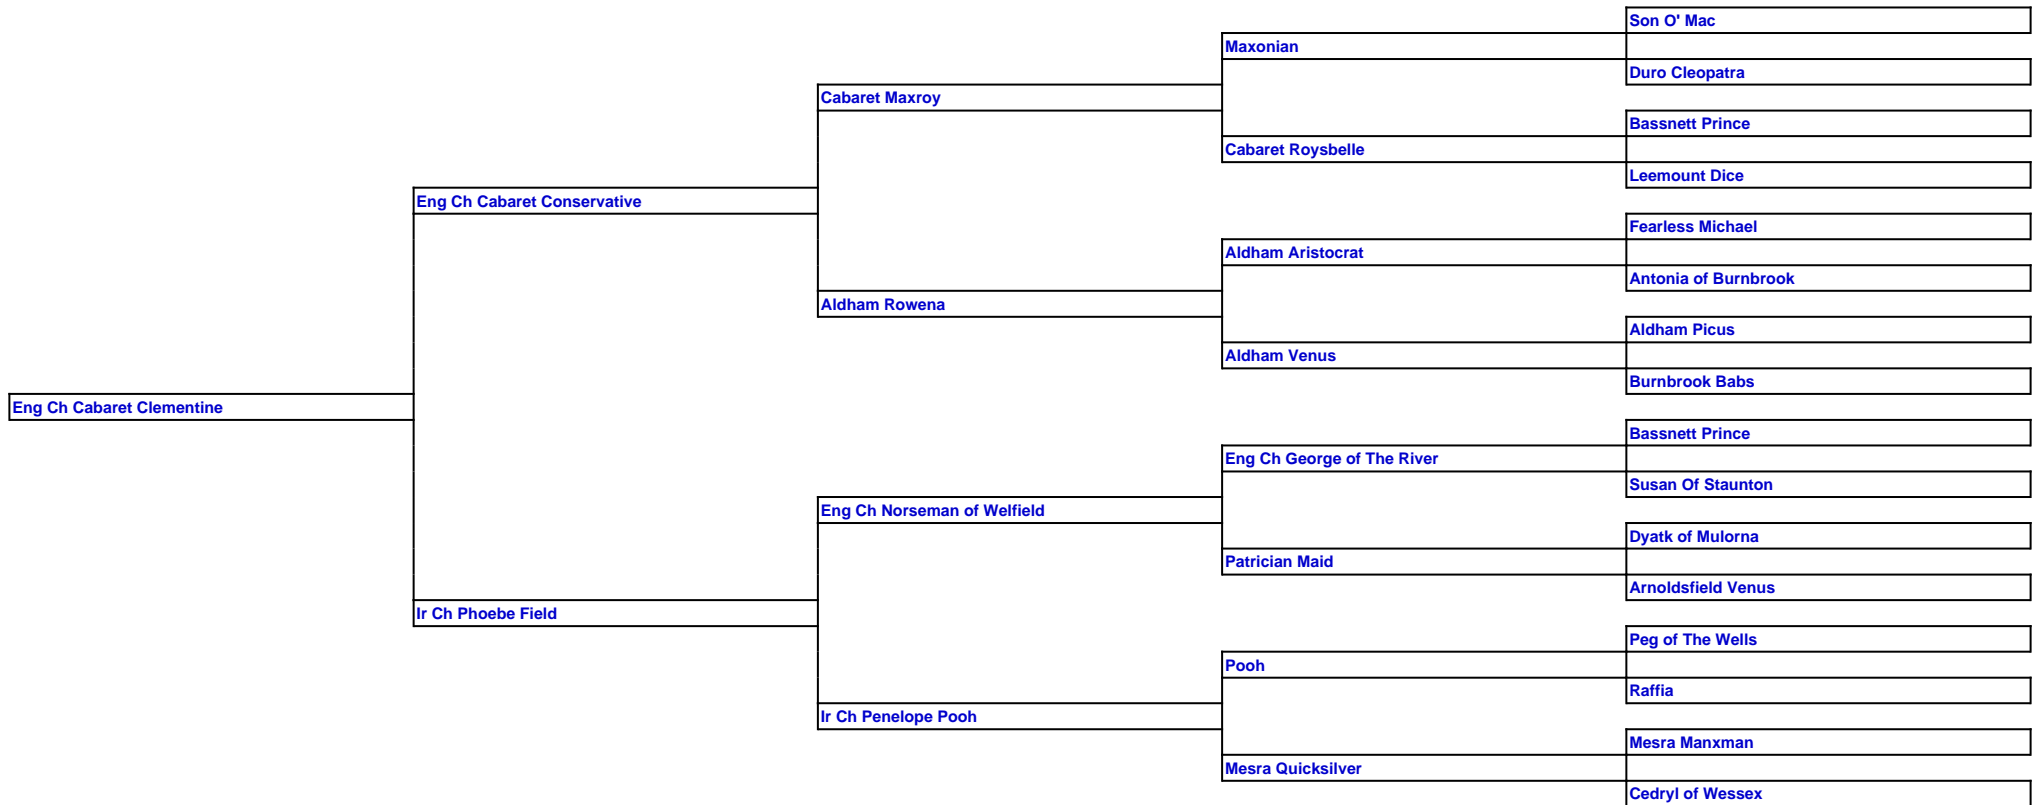 Son O' Mac
Maxonian
Duro Cleopatra
Cabaret Maxroy
Bassnett Prince
Cabaret Roysbelle
Leemount Dice
Eng Ch Cabaret Conservative
Fearless Michael
Aldham Aristocrat
Antonia of Burnbrook
Aldham Rowena
Aldham Picus
Aldham Venus
Burnbrook Babs
Eng Ch Cabaret Clementine
Bassnett Prince
Eng Ch George of The River
Susan Of Staunton
Eng Ch Norseman of Welfield
Dyatk of Mulorna
Patrician Maid
Arnoldsfield Venus
Ir Ch Phoebe Field
Peg of The Wells
Pooh
Raffia
Ir Ch Penelope Pooh
Mesra Manxman
Mesra Quicksilver
Cedryl of Wessex